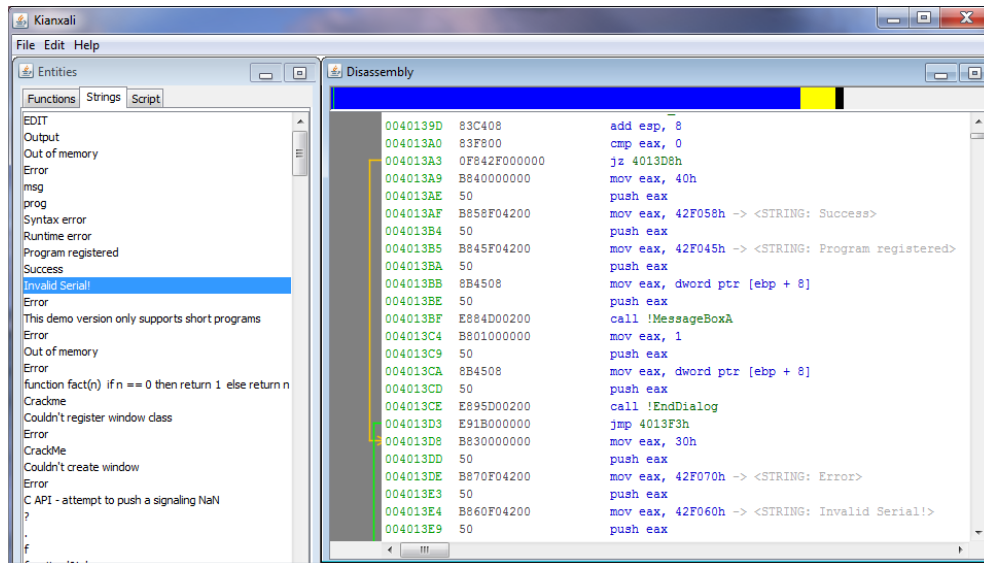 Kianxali
File Edit Help
Entities
Functions Strings Script
EDIT
Output
Out of memory
Error
msg
prog
Syntax error
Runtime error
Program registered
Success
Invalid Serial!
Error
This demo version only supports short programs
Error
Out of memory
Error
function fact(n) if n == 0 then return 1 else return n
Crackme
Couldn't register window class
Error
CrackMe
Couldn't create window
Error
C API - attempt to push a signaling NaN
?
.
f
Disassembly
0040139D 83C408 add esp, 8
004013A0 83F800 cmp eax, 0
004013A3 0F842F000000 jz 4013D8h
004013A9 B840000000 mov eax, 40h
004013AE 50 push eax
004013AF B858F04200 mov eax, 42F058h -> <STRING: Success>
004013B4 50 push eax
004013B5 B845F04200 mov eax, 42F045h -> <STRING: Program registered>
004013BA 50 push eax
004013BB 8B4508 mov eax, dword ptr [ebp + 8]
004013BE 50 push eax
004013BF E884D00200 call !MessageBoxA
004013C4 B801000000 mov eax, 1
004013C9 50 push eax
004013CA 8B4508 mov eax, dword ptr [ebp + 8]
004013CD 50 push eax
004013CE E895D00200 call !EndDialog
004013D3 E91B000000 jmp 4013F3h
004013D8 B830000000 mov eax, 30h
004013DD 50 push eax
004013DE B870F04200 mov eax, 42F070h -> <STRING: Error>
004013E3 50 push eax
004013E4 B860F04200 mov eax, 42F060h -> <STRING: Invalid Serial!>
004013E9 50 push eax